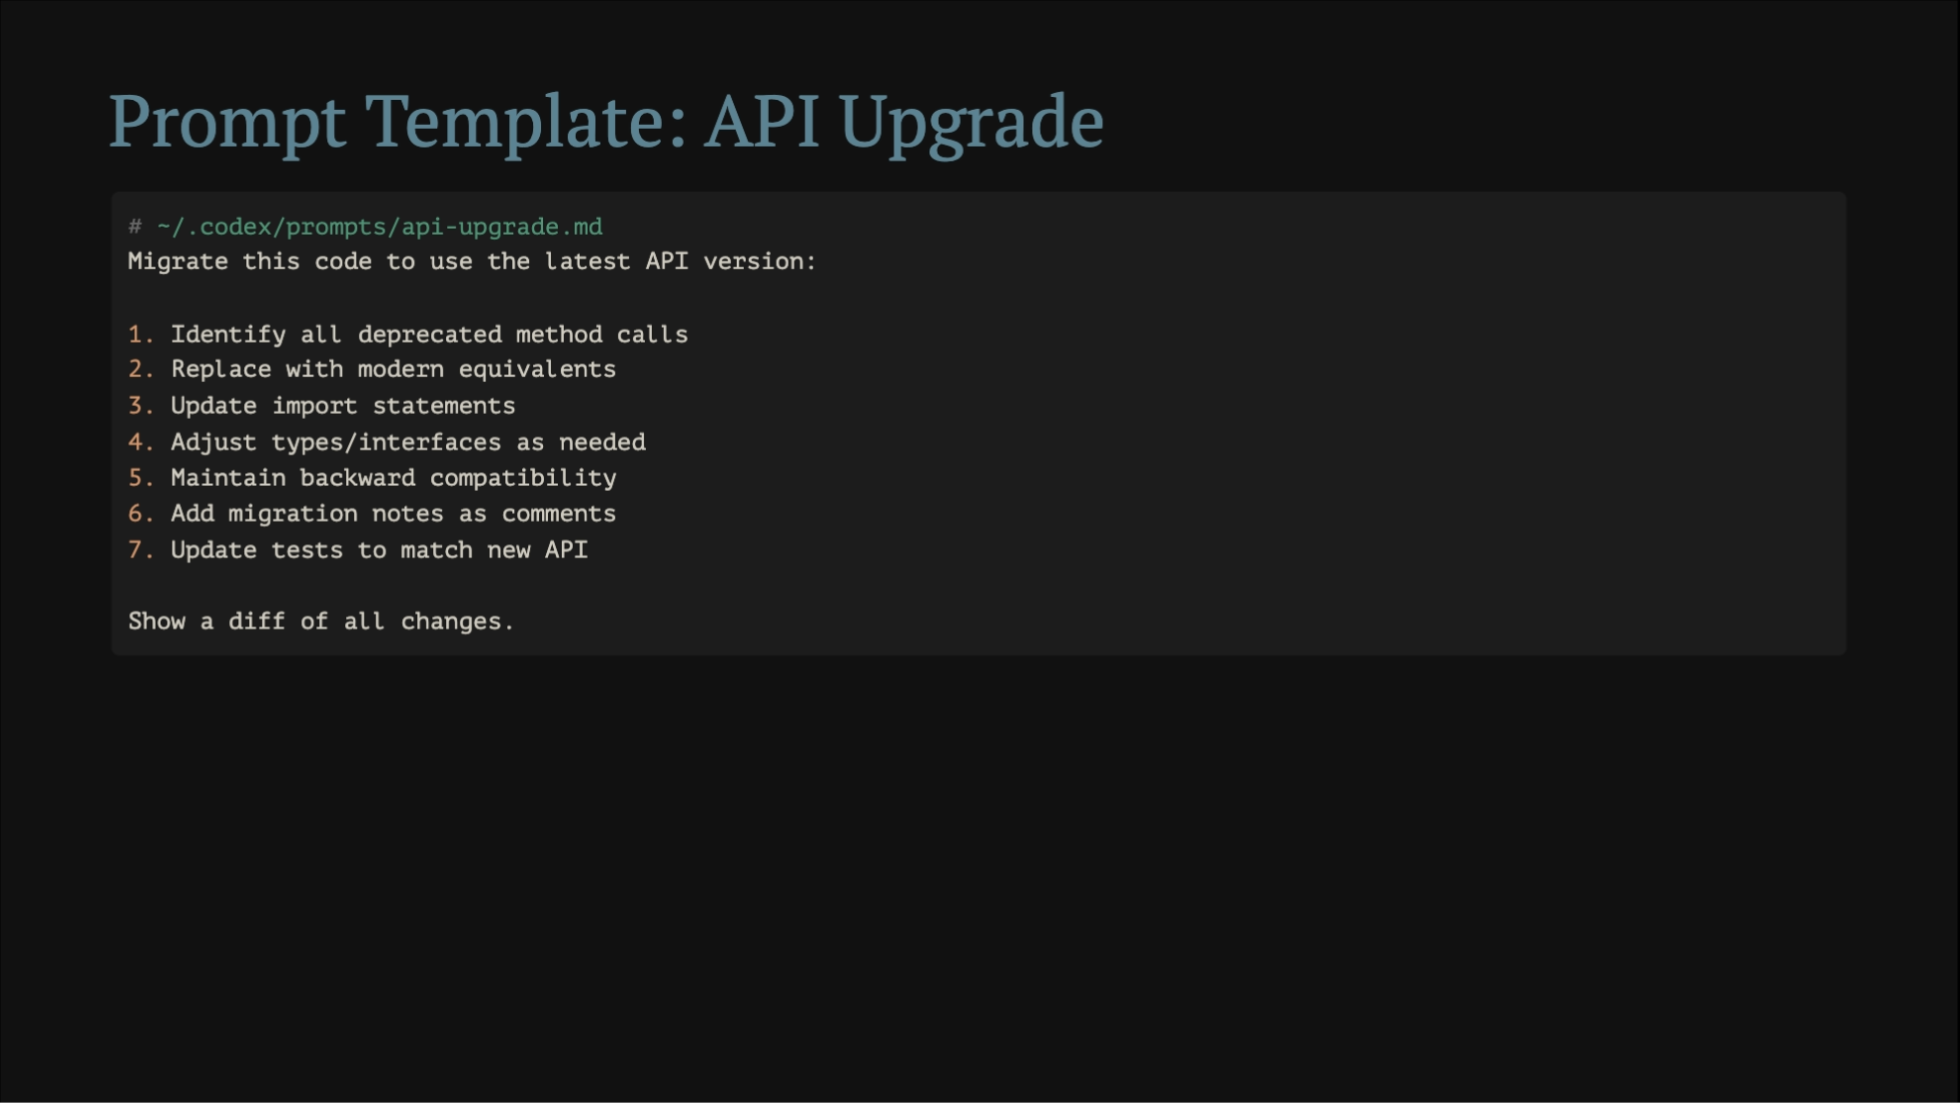 Prompt Template: API Upgrade
# ~/.codex/prompts/api-upgrade.md
Migrate this code to use the latest API version:
1. Identify all deprecated method calls
2. Replace with modern equivalents
3. Update import statements
4. Adjust types/interfaces as needed
5. Maintain backward compatibility
6. Add migration notes as comments
7. Update tests to match new API
Show a diff of all changes.